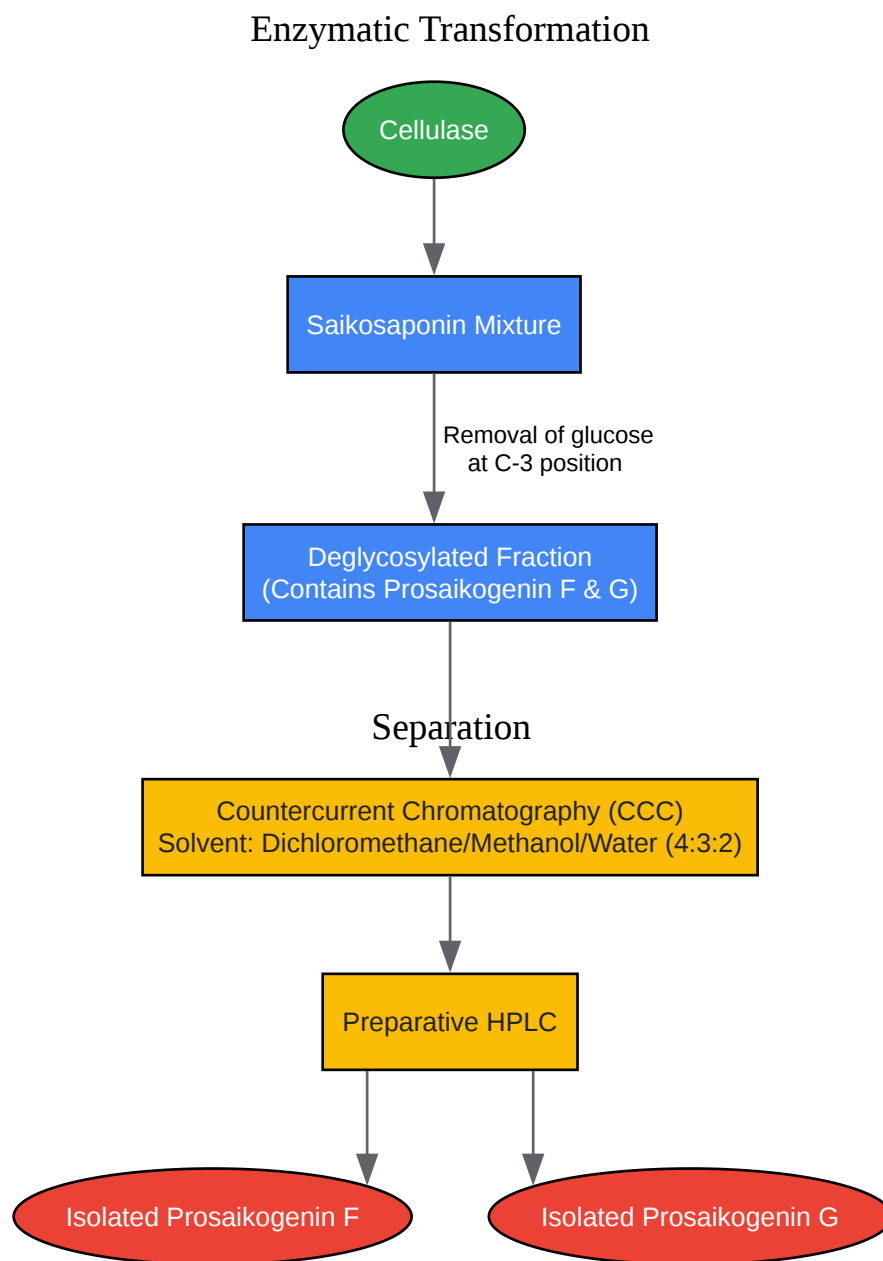 Enzymatic Transformation
Cellulase
Saikosaponin Mixture
Removal of glucose
at C-3 position
Deglycosylated Fraction
(Contains Prosaikogenin F & G)
Separation
Countercurrent Chromatography (CCC)
Solvent: Dichloromethane/Methanol/Water (4:3:2)
Preparative HPLC
Isolated Prosaikogenin F
Isolated Prosaikogenin G